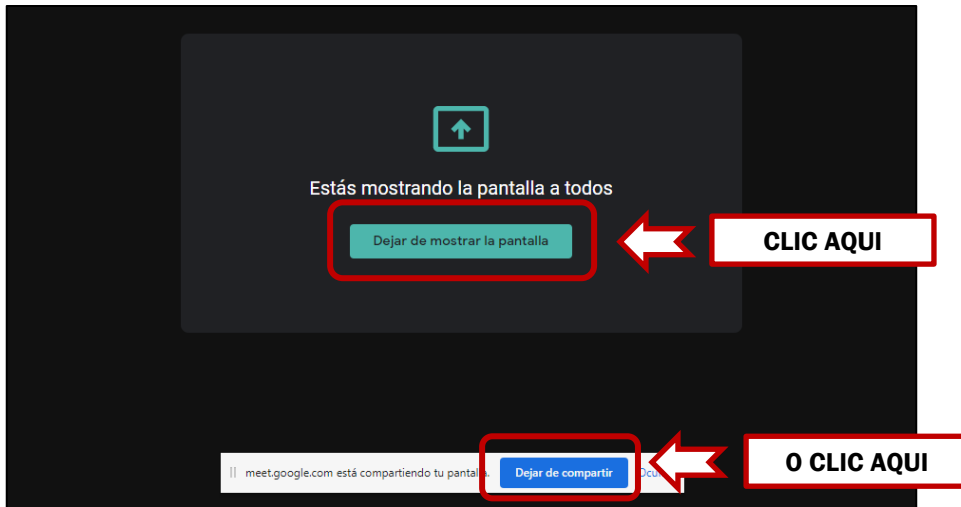 Estás mostrando la pantalla a todos
Dejar de mostrar la pantalla
CLIC AQUI
meet.google.com está compartiendo tu pantalla.
Dejar de compartir
O CLIC AQUI